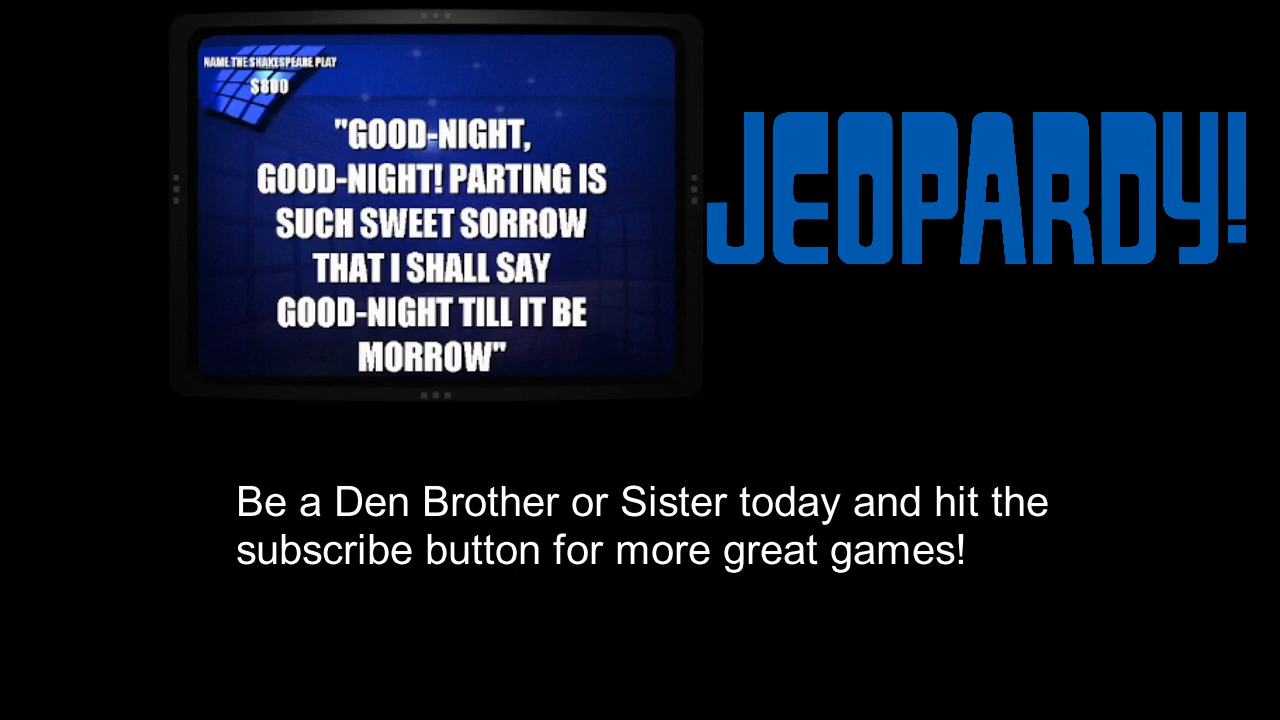 NAME THE SHAKESPEARE PLAY
$800
"GOOD-NIGHT,
GOOD-NIGHT! PARTING IS
SUCH SWEET SORROW
THAT I SHALL SAY
GOOD-NIGHT TILL IT BE
MORROW"
JEOPARDY!
Be a Den Brother or Sister today and hit the
subscribe button for more great games!